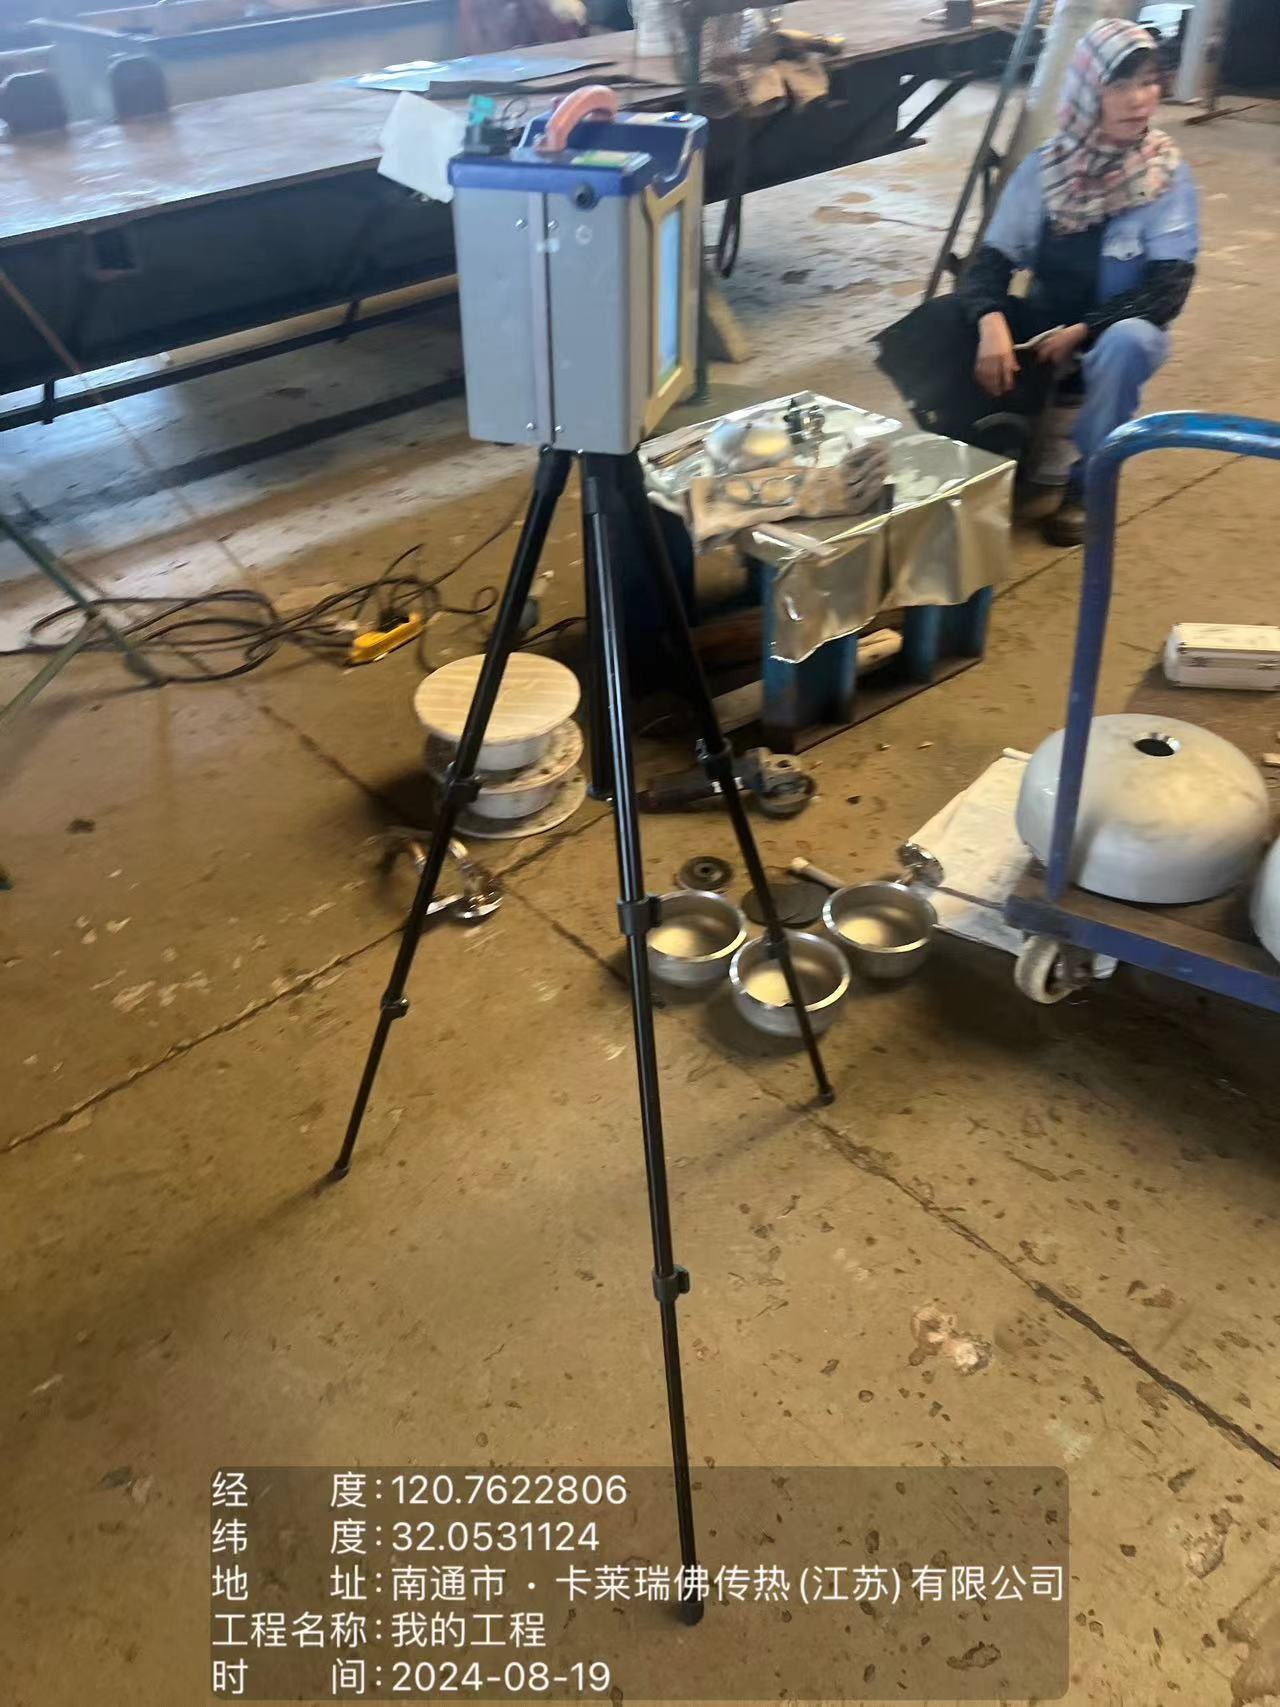 经 度:120.7622806
纬 度:32.0531124
地 址:南通市·卡莱瑞佛传热(江苏)有限公司
工程名称:我的工程
时 间:2024-08-19